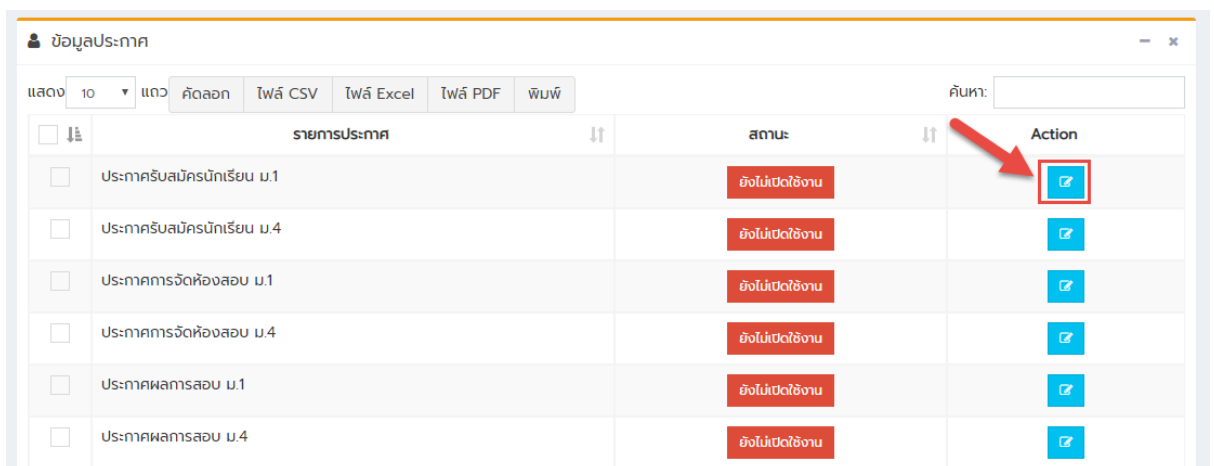 ข้อมูลประกาศ
แสดง 10 แถว คัดลอก ไฟล์ CSV ไฟล์ Excel ไฟล์ PDF พิมพ์ ค้นหา:
รายการประกาศ สถานะ Action
ประกาศรับสมัครนักเรียน ม.1 ยังไม่เปิดใช้งาน
ประกาศรับสมัครนักเรียน ม.4 ยังไม่เปิดใช้งาน
ประกาศการจัดห้องสอบ ม.1 ยังไม่เปิดใช้งาน
ประกาศการจัดห้องสอบ ม.4 ยังไม่เปิดใช้งาน
ประกาศผลการสอบ ม.1 ยังไม่เปิดใช้งาน
ประกาศผลการสอบ ม.4 ยังไม่เปิดใช้งาน